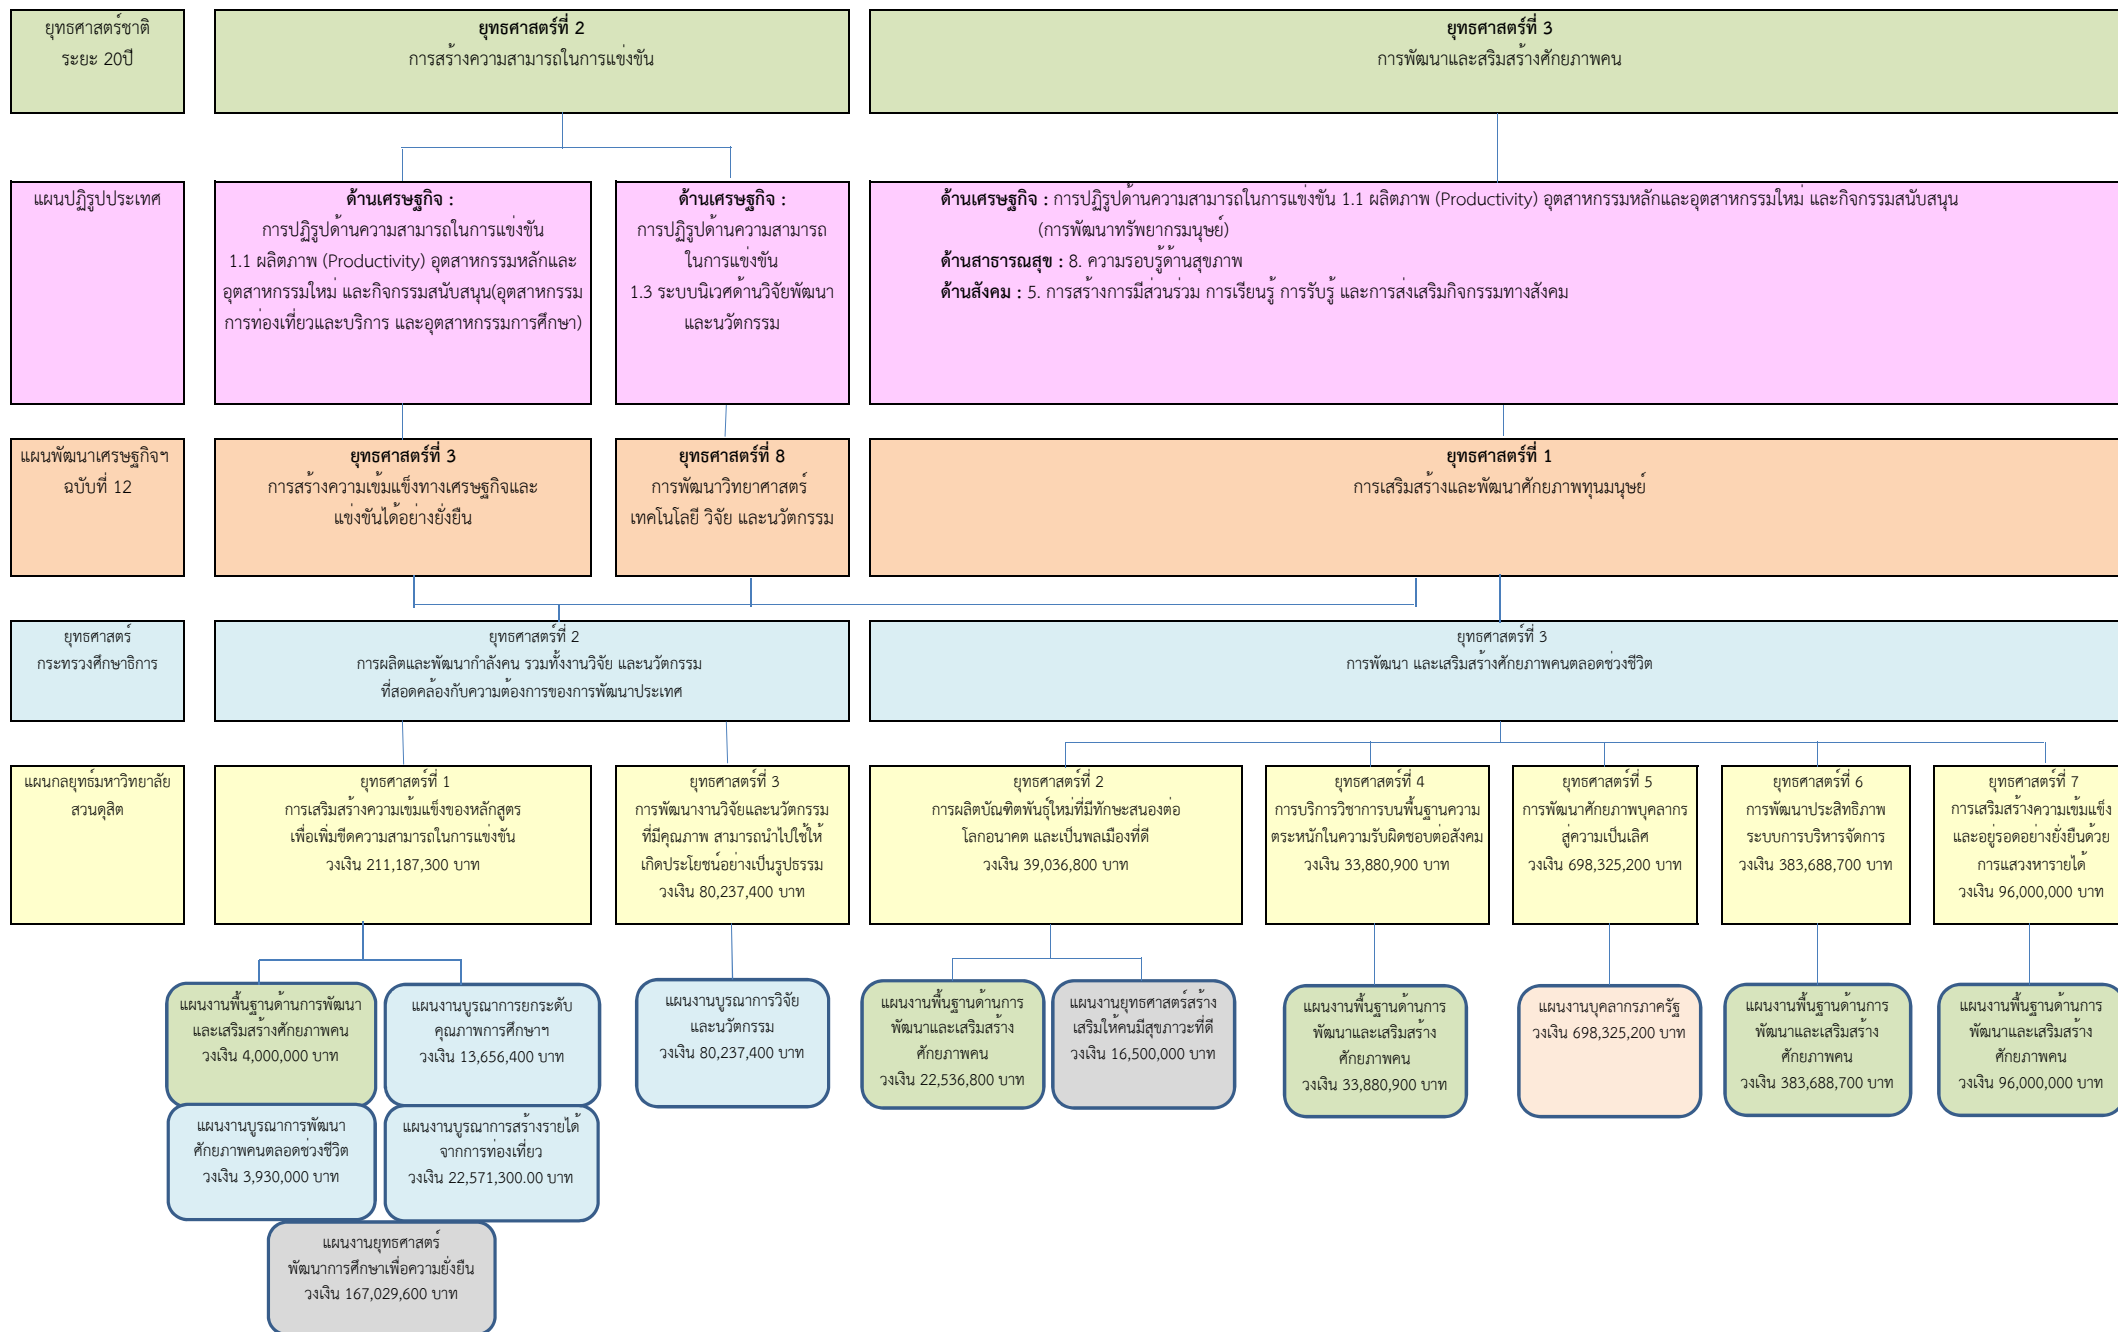 ยุทธศาสตร์ชาติ
ระยะ 20ปี
ยุทธศาสตร์ที่ 2
การสร้างความสามารถในการแข่งขัน
ยุทธศาสตร์ที่ 3
การพัฒนาและสริมสร้างศักยภาพคน
แผนปฏิรูปประเทศ
ด้านเศรษฐกิจ :
การปฏิรูปด้านความสามารถในการแข่งขัน
1.1 ผลิตภาพ (Productivity) อุตสาหกรรมหลักและ
อุตสาหกรรมใหม่ และกิจกรรมสนับสนุน(อุตสาหกรรม
การท่องเที่ยวและบริการ และอุตสาหกรรมการศึกษา)
ด้านเศรษฐกิจ :
การปฏิรูปด้านความสามารถ
ในการแข่งขัน
1.3 ระบบนิเวศด้านวิจัยพัฒนา
และนวัตกรรม
ด้านเศรษฐกิจ : การปฏิรูปด้านความสามารถในการแข่งขัน 1.1 ผลิตภาพ (Productivity) อุตสาหกรรมหลักและอุตสาหกรรมใหม่ และกิจกรรมสนับสนุน
(การพัฒนาทรัพยากรมนุษย์)
ด้านสาธารณสุข : 8. ความรอบรู้ด้านสุขภาพ
ด้านสังคม : 5. การสร้างการมีส่วนร่วม การเรียนรู้ การรับรู้ และการส่งเสริมกิจกรรมทางสังคม
แผนพัฒนาเศรษฐกิจฯ
ฉบับที่ 12
ยุทธศาสตร์ที่ 3
การสร้างความเข้มแข็งทางเศรษฐกิจและ
แข่งขันได้อย่างยั่งยืน
ยุทธศาสตร์ที่ 8
การพัฒนาวิทยาศาสตร์
เทคโนโลยี วิจัย และนวัตกรรม
ยุทธศาสตร์ที่ 1
การเสริมสร้างและพัฒนาศักยภาพทุนมนุษย์
ยุทธศาสตร์
กระทรวงศึกษาธิการ
ยุทธศาสตร์ที่ 2
การผลิตและพัฒนากำลังคน รวมทั้งงานวิจัย และนวัตกรรม
ที่สอดคล้องกับความต้องการของการพัฒนาประเทศ
ยุทธศาสตร์ที่ 3
การพัฒนา และเสริมสร้างศักยภาพคนตลอดช่วงชีวิต
แผนกลยุทธ์มหาวิทยาลัย
สวนดุสิต
ยุทธศาสตร์ที่ 1
การเสริมสร้างความเข้มแข็งของหลักสูตร
เพื่อเพิ่มขีดความสามารถในการแข่งขัน
วงเงิน 211,187,300 บาท
ยุทธศาสตร์ที่ 3
การพัฒนางานวิจัยและนวัตกรรม
ที่มีคุณภาพ สามารถนำไปใช้ให้
เกิดประโยชน์อย่างเป็นรูปธรรม
วงเงิน 80,237,400 บาท
ยุทธศาสตร์ที่ 2
การผลิตบัณฑิตพันธุ์ใหม่ที่มีทักษะสนองต่อ
โลกอนาคต และเป็นพลเมืองที่ดี
วงเงิน 39,036,800 บาท
ยุทธศาสตร์ที่ 4
การบริการวิชาการบนพื้นฐานความ
ตระหนักในความรับผิดชอบต่อสังคม
วงเงิน 33,880,900 บาท
ยุทธศาสตร์ที่ 5
การพัฒนาศักยภาพบุคลากร
สู่ความเป็นเลิศ
วงเงิน 698,325,200 บาท
ยุทธศาสตร์ที่ 6
การพัฒนาประสิทธิภาพ
ระบบการบริหารจัดการ
วงเงิน 383,688,700 บาท
ยุทธศาสตร์ที่ 7
การเสริมสร้างความเข้มแข็ง
และอยู่รอดอย่างยั่งยืนด้วย
การแสวงหารายได้
วงเงิน 96,000,000 บาท
แผนงานพื้นฐานด้านการพัฒนา
และเสริมสร้างศักยภาพคน
วงเงิน 4,000,000 บาท
แผนงานบูรณาการยกระดับ
คุณภาพการศึกษาฯ
วงเงิน 13,656,400 บาท
แผนงานบูรณาการวิจัย
และนวัตกรรม
วงเงิน 80,237,400 บาท
แผนงานพื้นฐานด้านการ
พัฒนาและเสริมสร้าง
ศักยภาพคน
วงเงิน 22,536,800 บาท
แผนงานยุทธศาสตร์สร้าง
เสริมให้คนมีสุขภาวะที่ดี
วงเงิน 16,500,000 บาท
แผนงานพื้นฐานด้านการ
พัฒนาและเสริมสราง
ศักยภาพคน
วงเงิน 33,880,900 บาท
แผนงานบุคลากรภาครัฐ
วงเงิน 698,325,200 บาท
แผนงานพื้นฐานด้านการ
พัฒนาและเสริมสร้าง
ศักยภาพคน
วงเงิน 383,688,700 บาท
แผนงานพื้นฐานด้านการ
พัฒนาและเสริมสร้าง
ศักยภาพคน
วงเงิน 96,000,000 บาท
แผนงานบูรณาการพัฒนา
ศักยภาพคนตลอดช่วงชีวิต
วงเงิน 3,930,000 บาท
แผนงานบูรณาการสร้างรายได้
จากการท่องเที่ยว
วงเงิน 22,571,300.00 บาท
แผนงานยุทธศาสตร์
พัฒนาการศึกษาเพื่อความยั่งยืน
วงเงิน 167,029,600 บาท